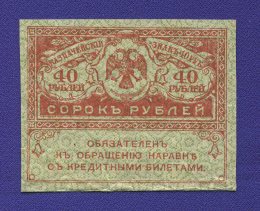 КАЗНАЧЕЙСКІЙ ЗНАКЪ
40 РУБЛЕЙ
40 РУБЛЕЙ
СОРОКЪ РУБЛЕЙ
ОБЯЗАТЕЛЕНЪ
КЪ ОБРАЩЕНІЮ НАРАВНѢ
СЪ КРЕДИТНЫМИ БИЛЕТАМИ.